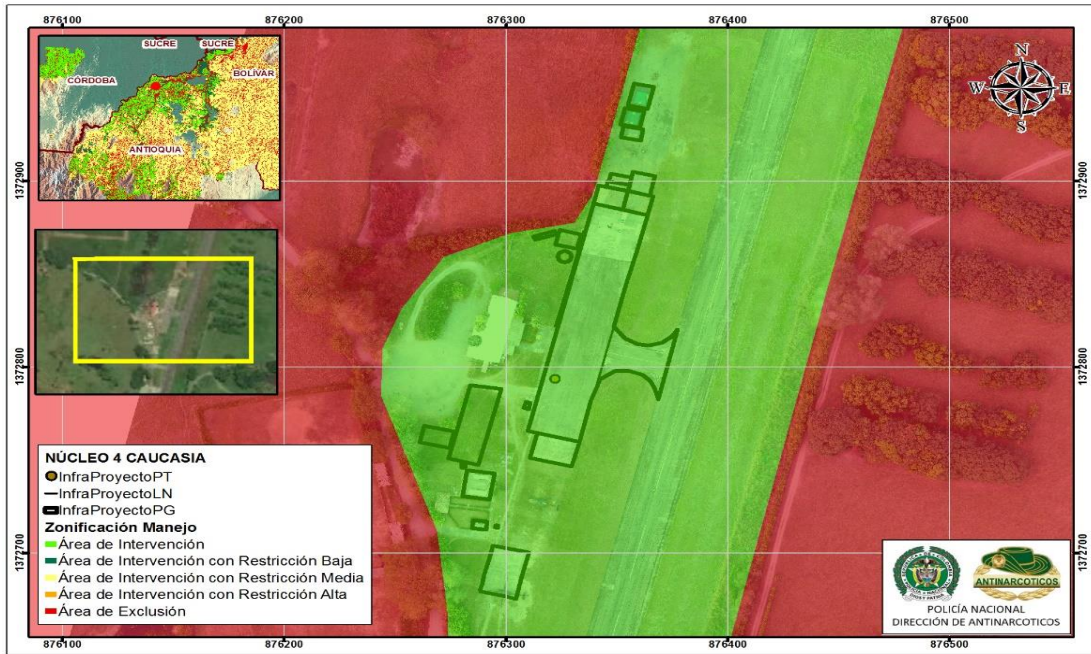 876100 876200 876300 876400 876500
SUCRE SUCRE
CÓRDOBA BOLÍVAR
ANTIOQUIA
N
W E
S
1372900 1372900
1372800 1372800
1372700 1372700
NÚCLEO 4 CAUCASIA
InfraProyectoPT
InfraProyectoLN
InfraProyectoPG
Zonificación Manejo
Área de Intervención
Área de Intervención con Restricción Baja
Área de Intervención con Restricción Media
Área de Intervención con Restricción Alta
Área de Exclusión
ANTINARCOTICOS
POLICÍA NACIONAL
DIRECCIÓN DE ANTINARCOTICOS
876100 876200 876300 876400 876500